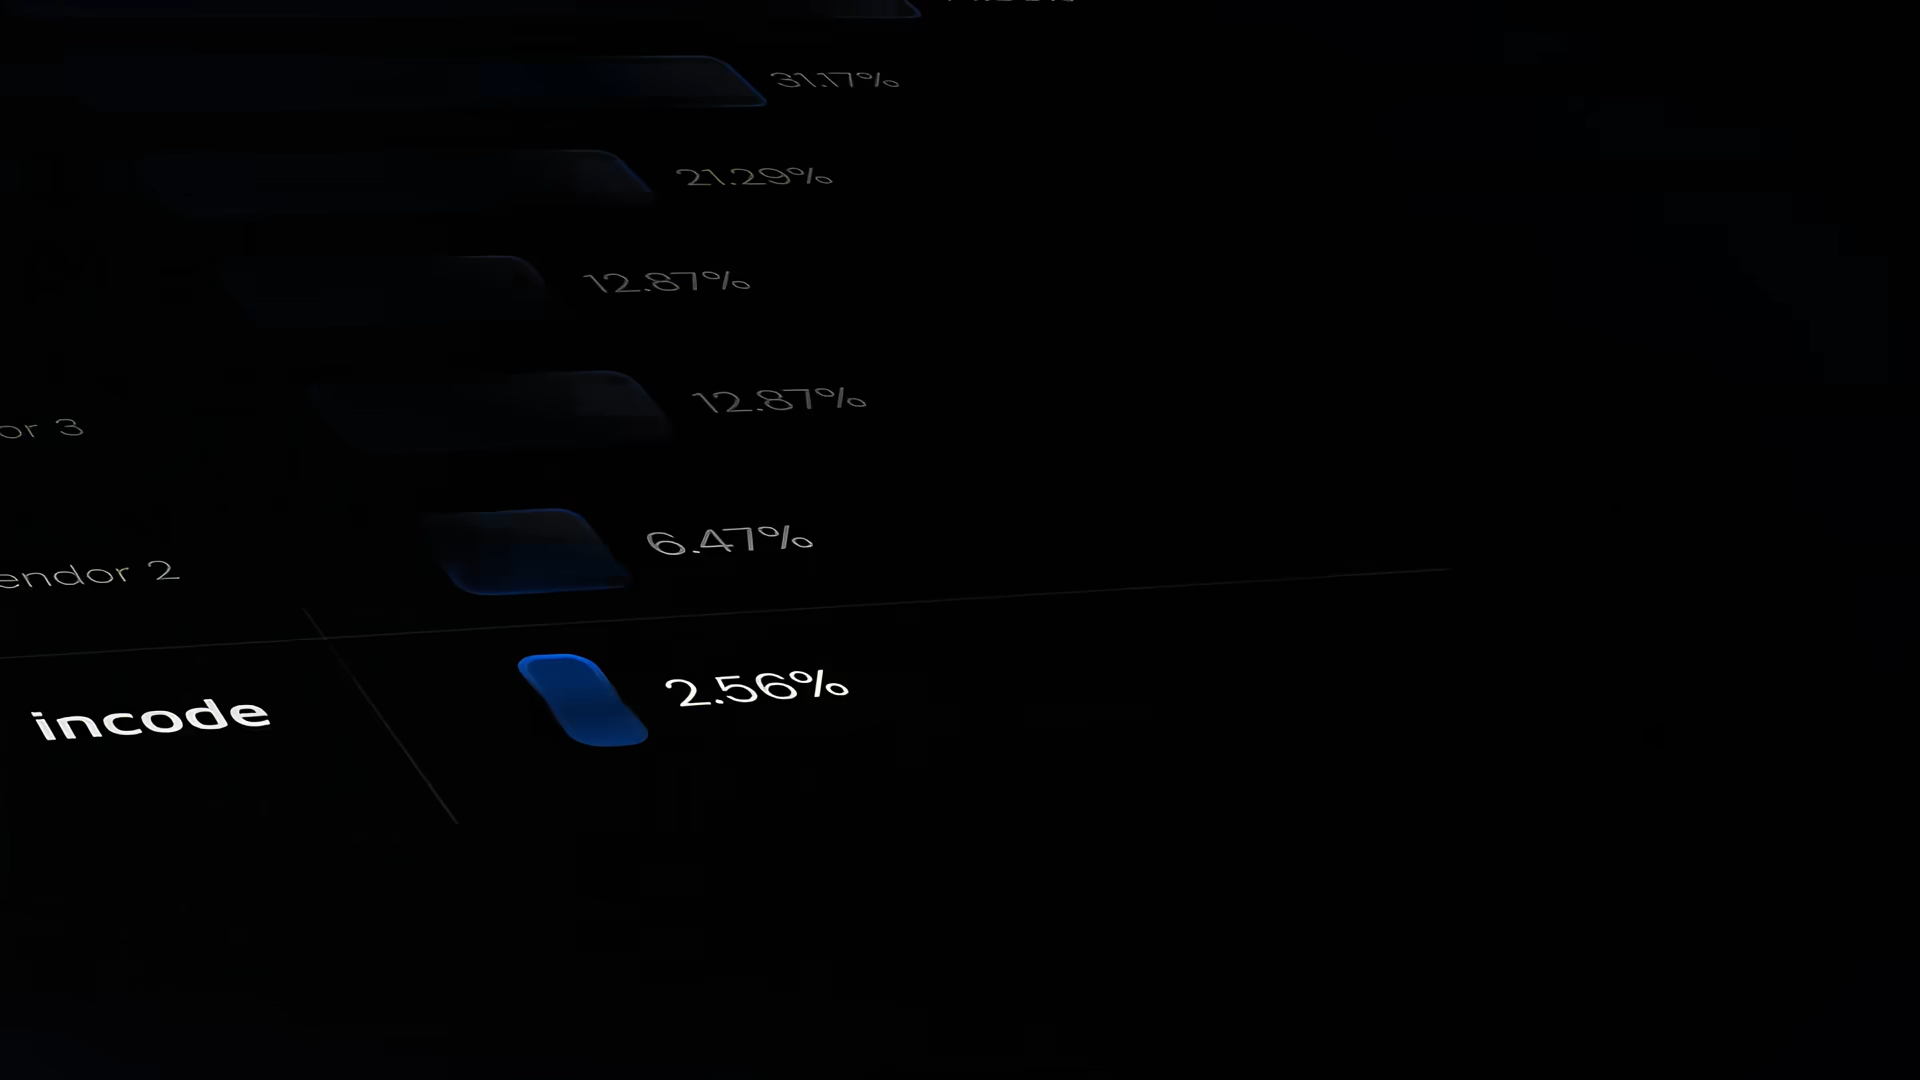 31.17%
21.29%
12.87%
or 3 12.87%
endor 2 6.47%
incode 2.56%